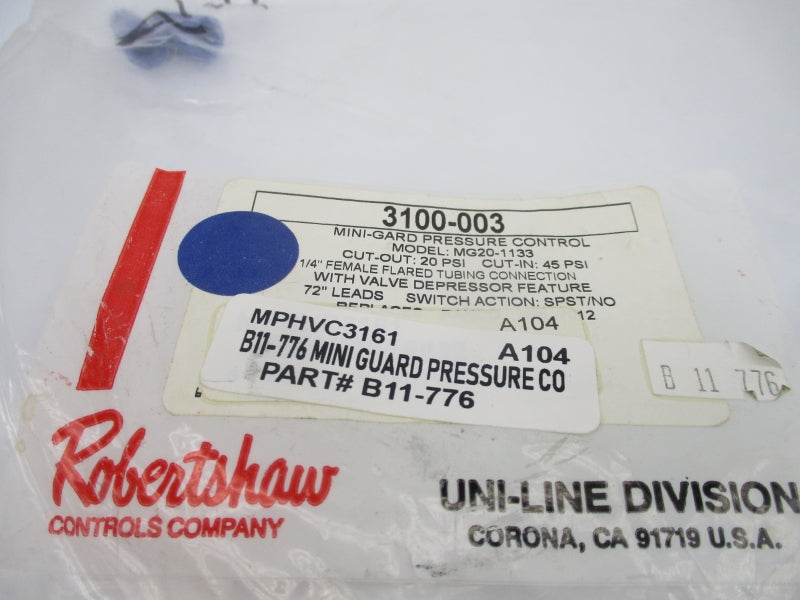 3100-003
MINI-GARD PRESSURE CONTROL
MODEL: MG20-1133
CUT-OUT: 20 PSI CUT-IN: 45 PSI
1/4" FEMALE FLARED TUBING CONNECTION
WITH VALVE DEPRESSOR FEATURE
72" LEADS SWITCH ACTION: SPST/NO
12
A104
MPHVC3161 A104
B11-776 MINI GUARD PRESSURE CO
PART# B11-776
B 11 776
Robertshaw
CONTROLS COMPANY
UNI-LINE DIVISION
CORONA, CA 91719 U.S.A.